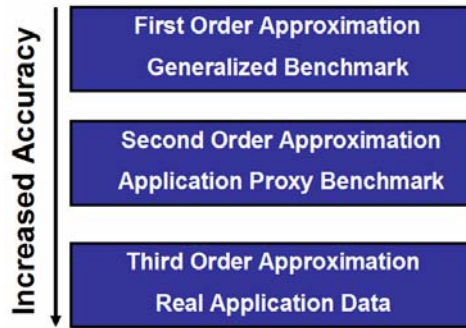 Increased Accuracy
First Order Approximation
Generalized Benchmark
Second Order Approximation
Application Proxy Benchmark
Third Order Approximation
Real Application Data